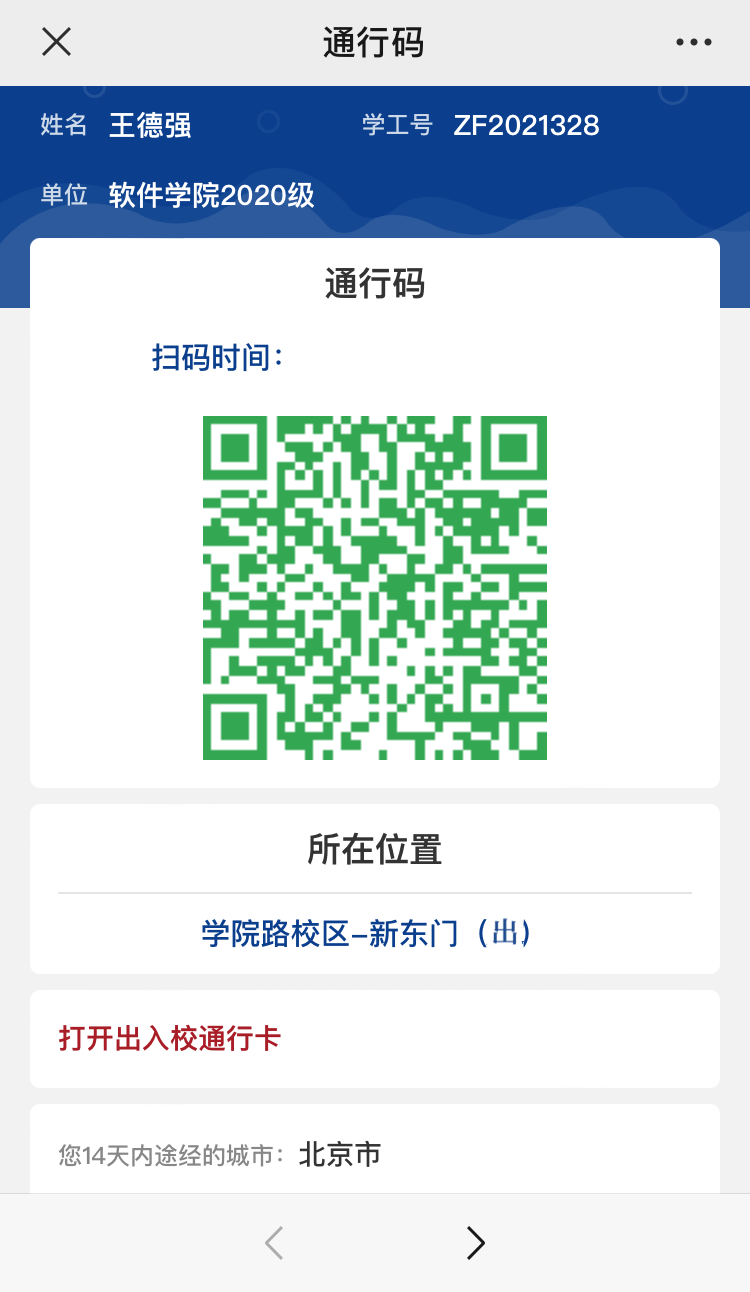 通行码
姓名 王德强 学工号 ZF2021328
单位 软件学院2020级
通行码
扫码时间:
所在位置
学院路校区–新东门（出）
打开出入校通行卡
您14天内途经的城市: 北京市